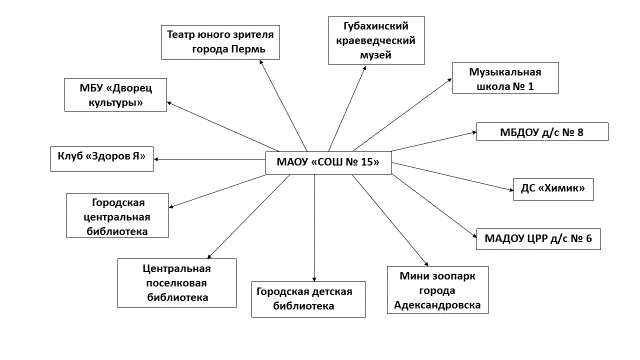 Театр юного зрителя
города Пермь
Губахинский
краеведческий
музей
Музыкальная
школа № 1
МБУ «Дворец
культуры»
МБДОУ д/с № 8
Клуб «Здоров Я»
МАОУ «СОШ № 15»
ДС «Химик»
Городская
центральная
библиотека
МАДОУ ЦРР д/с № 6
Центральная
поселковая
библиотека
Городская детская
библиотека
Мини зоопарк
города
Адександровска